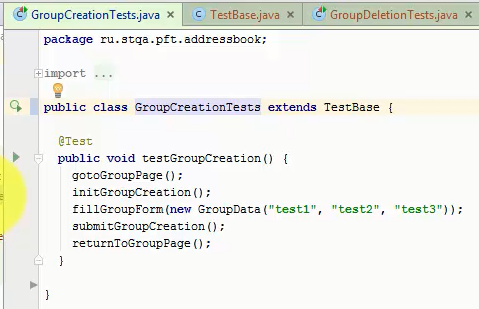 GroupCreationTests.java TestBase.java GroupDeletionTests.java
package ru.stqa.pft.addressbook;
import ...
public class GroupCreationTests extends TestBase {
@Test
public void testGroupCreation() {
gotoGroupPage();
initGroupCreation();
fillGroupForm(new GroupData("test1", "test2", "test3"));
submitGroupCreation();
returnToGroupPage();
}
}